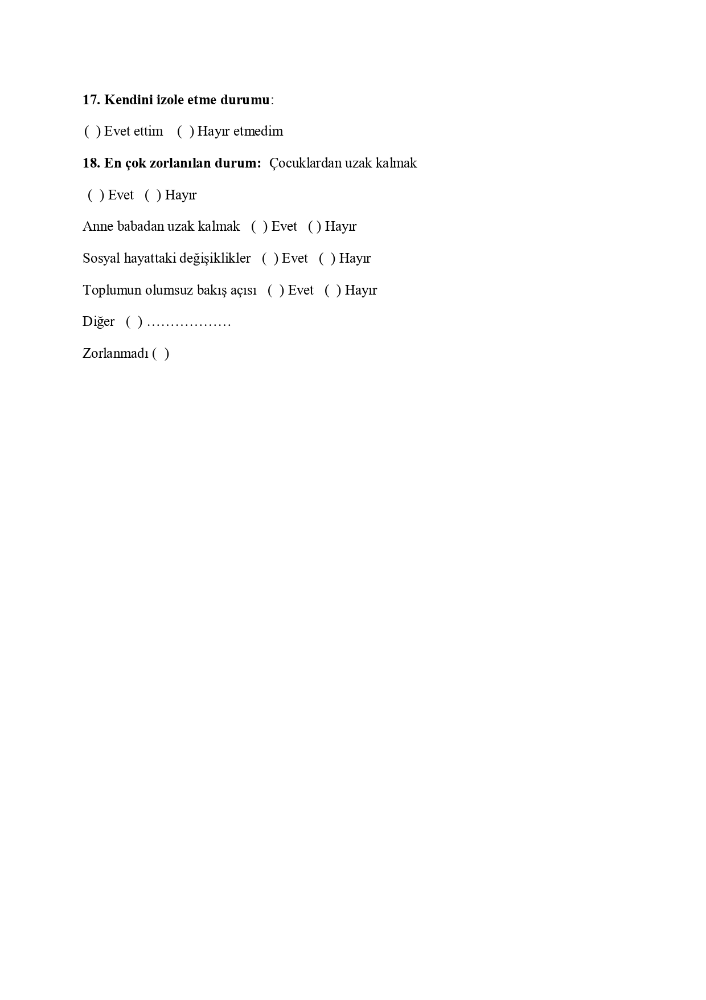 17. Kendini izole etme durumu:
(  ) Evet ettim    (  ) Hayır etmedim
18. En çok zorlanılan durum:  Çocuklardan uzak kalmak
(  ) Evet   (  ) Hayır
Anne babadan uzak kalmak   (  ) Evet   ( ) Hayır
Sosyal hayattaki değişiklikler   (  ) Evet   (  ) Hayır
Toplumun olumsuz bakış açısı   (  ) Evet   (  ) Hayır
Diğer   (  ) ………………
Zorlanmadı (  )